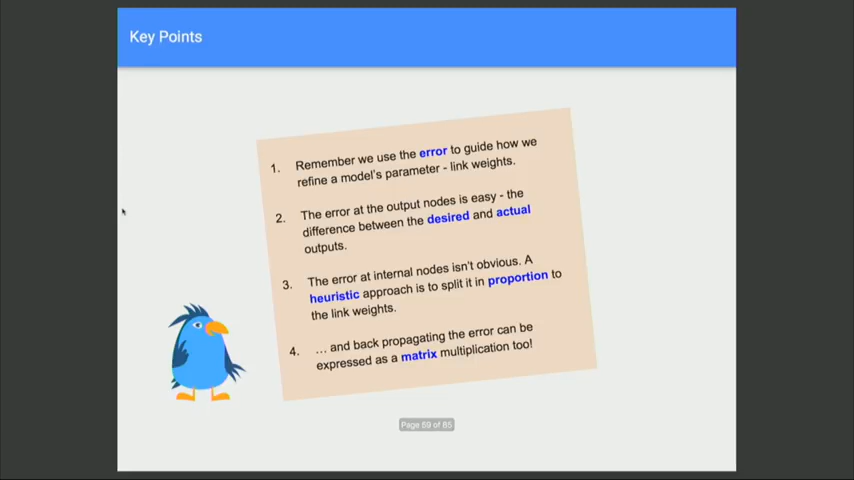 Key Points
1. Remember we use the error to guide how we
refine a model's parameter - link weights.
2. The error at the output nodes is easy - the
difference between the desired and actual
outputs.
3. The error at internal nodes isn't obvious. A
heuristic approach is to split it in proportion to
the link weights.
4. ... and back propagating the error can be
expressed as a matrix multiplication too!
Page 59 of 85